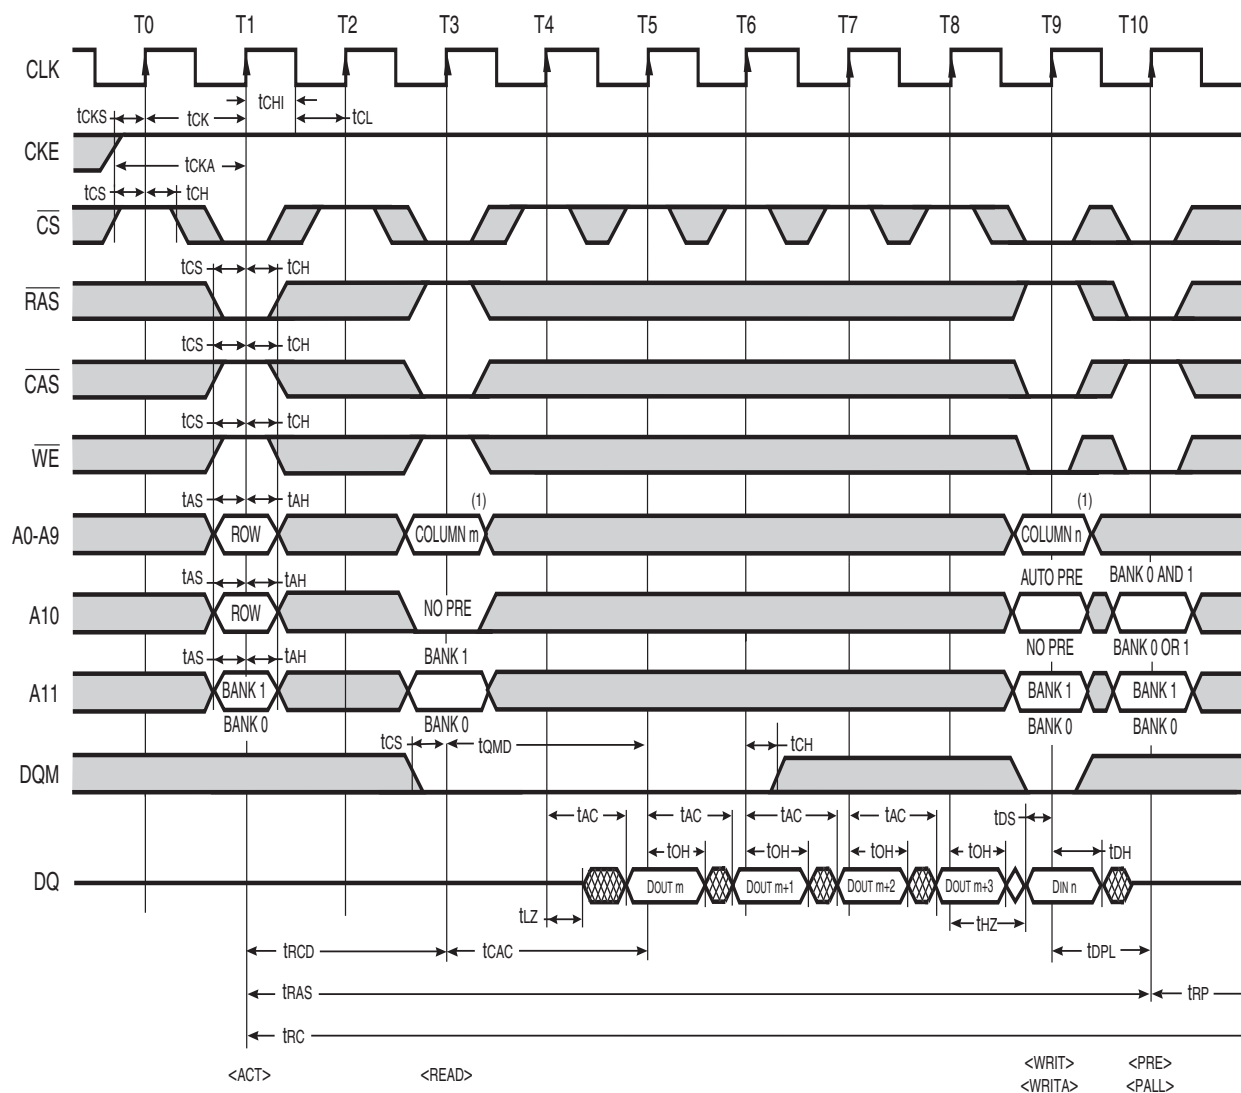 T0 T1 T2 T3 T4 T5 T6 T7 T8 T9 T10
CLK
tCHI
tCKS tCK tCL
CKE
tCKA
tCS tCH
CS
tCS tCH
RAS
tCS tCH
CAS
tCS tCH
WE
tAS tAH (1) (1)
A0-A9 ROW COLUMN m COLUMN n
tAS tAH AUTO PRE BANK 0 AND 1
A10 ROW NO PRE
NO PRE BANK 0 OR 1
tAS tAH BANK 1
A11 BANK 1 BANK 1 BANK 1
BANK 0 BANK 0 BANK 0 BANK 0
tCS tQMD tCH
DQM
tAC tAC tAC tAC tDS
tOH tOH tOH tOH tDH
DQ DOUT m DOUT m+1 DOUT m+2 DOUT m+3 DIN n
tLZ tHZ
tRCD tCAC tDPL
tRAS tRP
tRC
<ACT> <READ> <WRIT> <PRE>
<WRITA> <PALL>